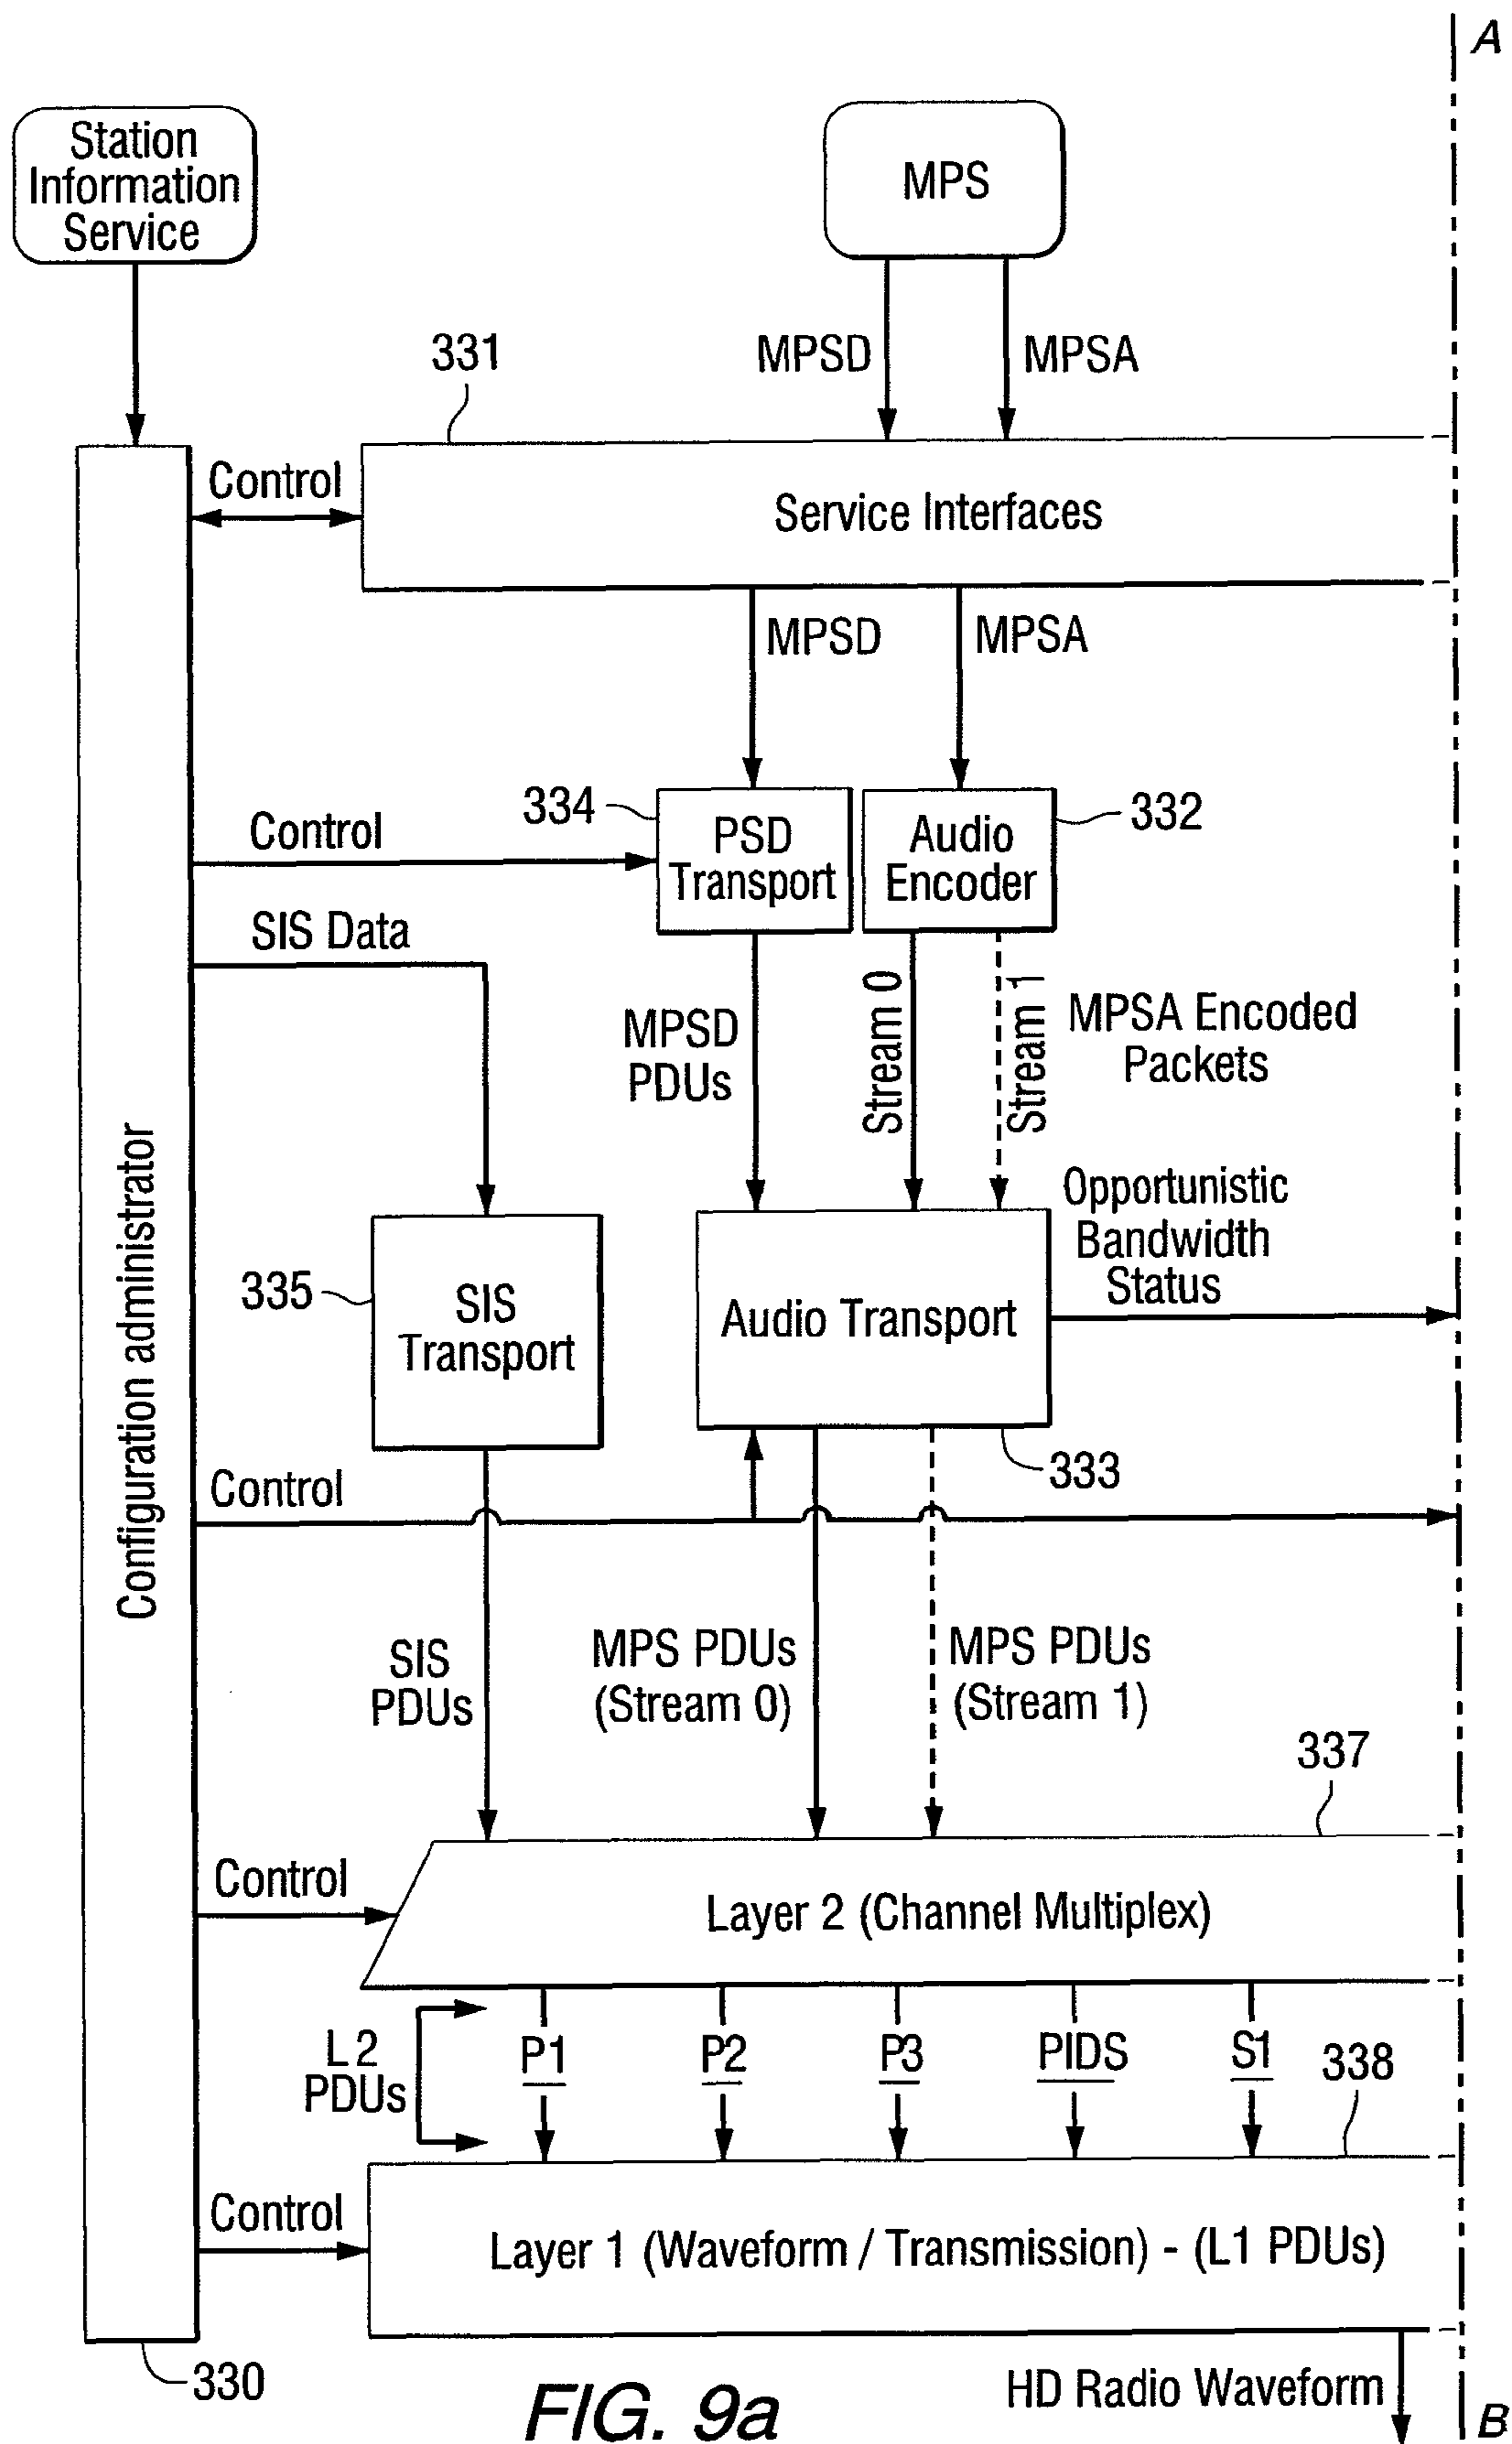 A
Station
Information
Service
MPS
331
MPSD
MPSA
Control
Service Interfaces
MPSD
MPSA
334
PSD
Transport
Audio
Encoder
332
Control
SIS Data
MPSD
PDUs
Stream 0
Stream 1
MPSA Encoded
Packets
Configuration administrator
Opportunistic
Bandwidth
Status
335
SIS
Transport
Audio Transport
333
Control
SIS
PDUs
MPS PDUs
(Stream 0)
MPS PDUs
(Stream 1)
337
Control
Layer 2 (Channel Multiplex)
L2
PDUs
P1
P2
P3
PIDS
S1
338
Control
Layer 1 (Waveform / Transmission) - (L1 PDUs)
330
HD Radio Waveform
FIG. 9a
B